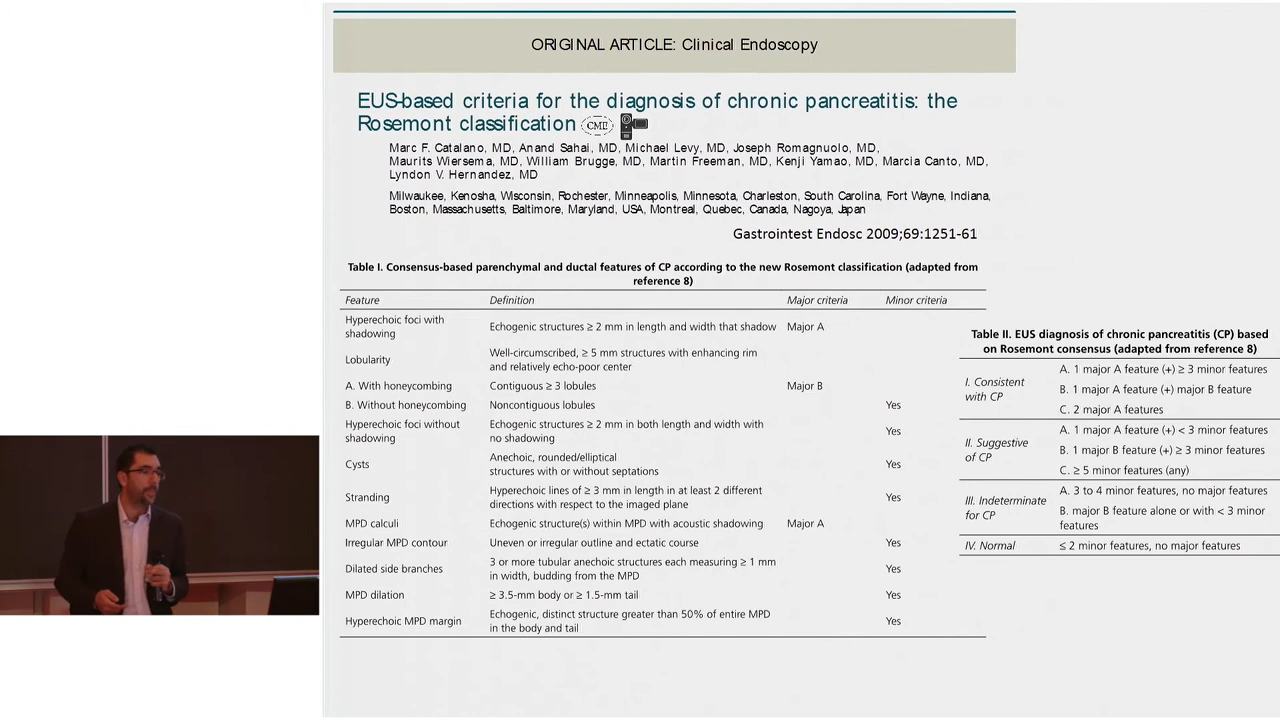 ORIGINAL ARTICLE: Clinical Endoscopy
EUS-based criteria for the diagnosis of chronic pancreatitis: the
Rosemont classification CME
Marc F. Catalano, MD, Anand Sahai, MD, Michael Levy, MD, Joseph Romagnuolo, MD,
Maurits Wiersema, MD, William Brugge, MD, Martin Freeman, MD, Kenji Yamao, MD, Marcia Canto, MD,
Lyndon V. Hernandez, MD
Milwaukee, Kenosha, Wisconsin, Rochester, Minneapolis, Minnesota, Charleston, South Carolina, Fort Wayne, Indiana,
Boston, Massachusetts, Baltimore, Maryland, USA, Montreal, Quebec, Canada, Nagoya, Japan
Gastrointest Endosc 2009;69:1251-61
Table I. Consensus-based parenchymal and ductal features of CP according to the new Rosemont classification (adapted from
reference 8)
Feature Definition Major criteria Minor criteria
Hyperechoic foci with
shadowing
Echogenic structures ≥ 2 mm in length and width that shadow Major A
Lobularity
Well-circumscribed, ≥ 5 mm structures with enhancing rim
and relatively echo-poor center
A. With honeycombing Contiguous ≥ 3 lobules Major B
B. Without honeycombing Noncontiguous lobules Yes
Hyperechoic foci without
shadowing
Echogenic structures ≥ 2 mm in both length and width with
no shadowing
Yes
Cysts
Anechoic, rounded/elliptical
structures with or without septations
Yes
Stranding
Hyperechoic lines of ≥ 3 mm in length in at least 2 different
directions with respect to the imaged plane
Yes
MPD calculi Echogenic structure(s) within MPD with acoustic shadowing Major A
Irregular MPD contour Uneven or irregular outline and ectatic course Yes
Dilated side branches
3 or more tubular anechoic structures each measuring ≥ 1 mm
in width, budding from the MPD
Yes
MPD dilation ≥ 3.5-mm body or ≥ 1.5-mm tail Yes
Hyperechoic MPD margin
Echogenic, distinct structure greater than 50% of entire MPD
in the body and tail
Yes
Table II. EUS diagnosis of chronic pancreatitis (CP) based
on Rosemont consensus (adapted from reference 8)
I. Consistent
with CP
A. 1 major A feature (+) ≥ 3 minor features
B. 1 major A feature (+) major B feature
C. 2 major A features
II. Suggestive
of CP
A. 1 major A feature (+) < 3 minor features
B. 1 major B feature (+) ≥ 3 minor features
C. ≥ 5 minor features (any)
III. Indeterminate
for CP
A. 3 to 4 minor features, no major features
B. major B feature alone or with < 3 minor
features
IV. Normal ≤ 2 minor features, no major features